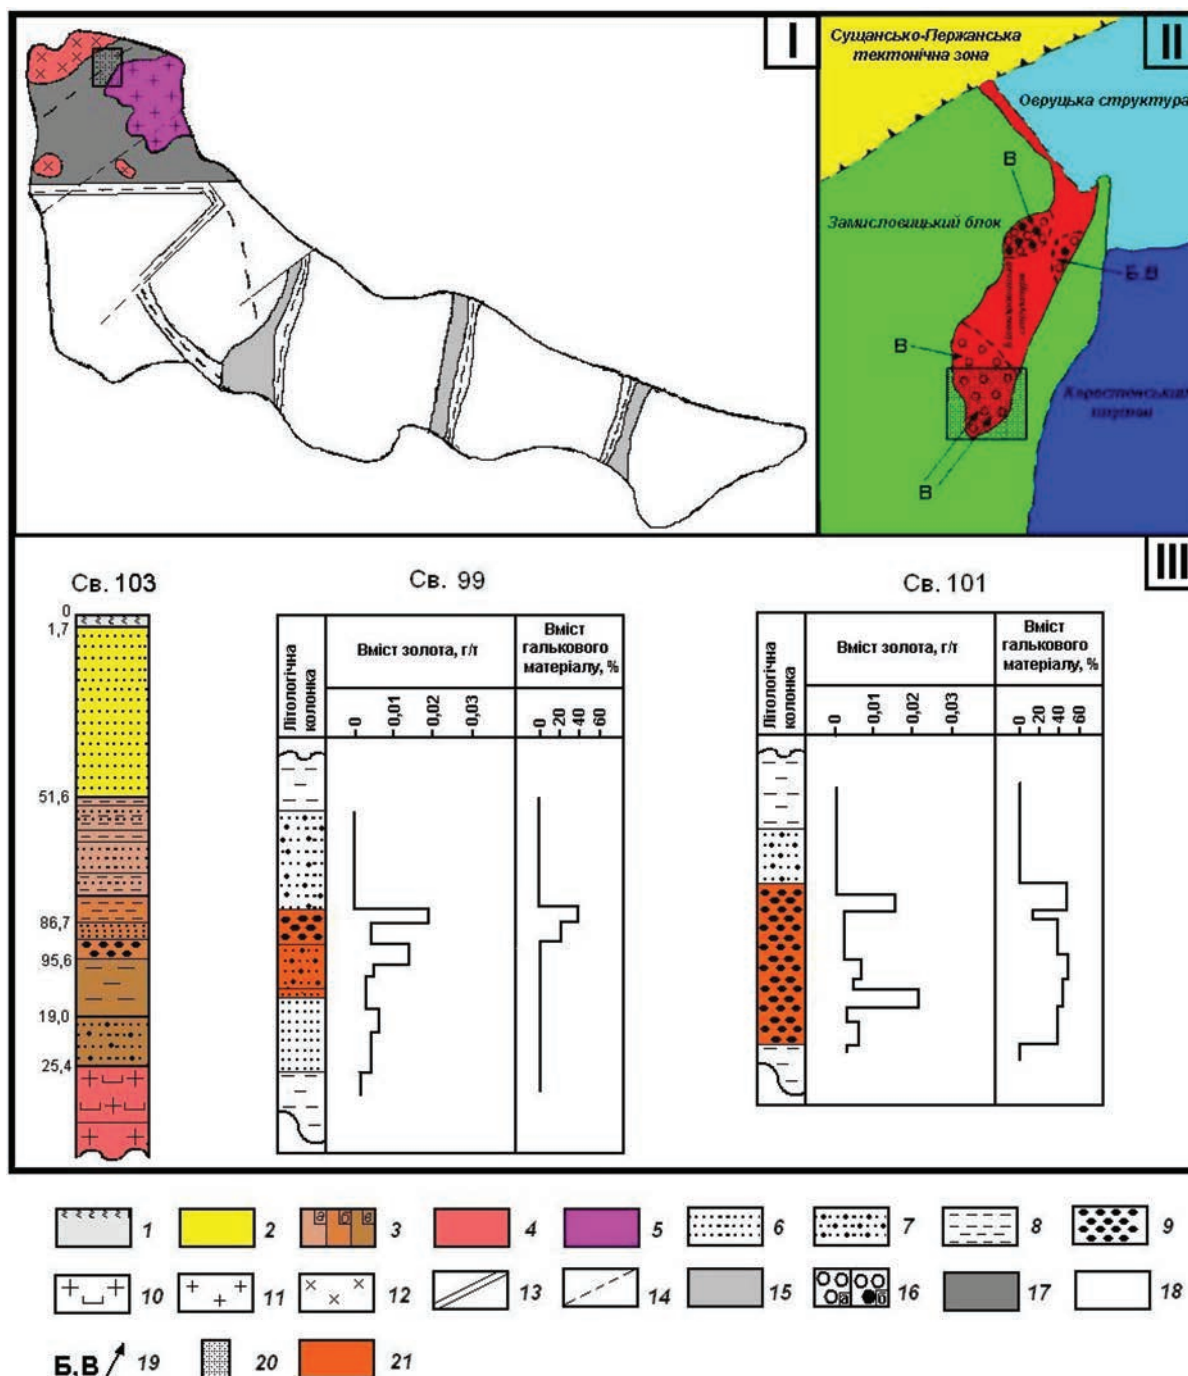 I
II
Сущансько-Пержанська
тектонічна зона
Овруцька структура
В
Замисловицький блок
Б.В
В
В
структура
Коростенський
плутон
III
Св. 103
0
1,7
51,6
86,7
95,6
19,0
25,4
Св. 99
Літологічна
колонка
Вміст золота, г/т
0
0,01
0,02
0,03
Вміст
галькового
матеріалу, %
0
20
40
60
Св. 101
Літологічна
колонка
Вміст золота, г/т
0
0,01
0,02
0,03
Вміст
галькового
матеріалу, %
0
20
40
60
1
2
а б в 3
4
5
6
7
8
9
10
11
12
13
14
15
а б 16
17
18
Б.В 19
20
21